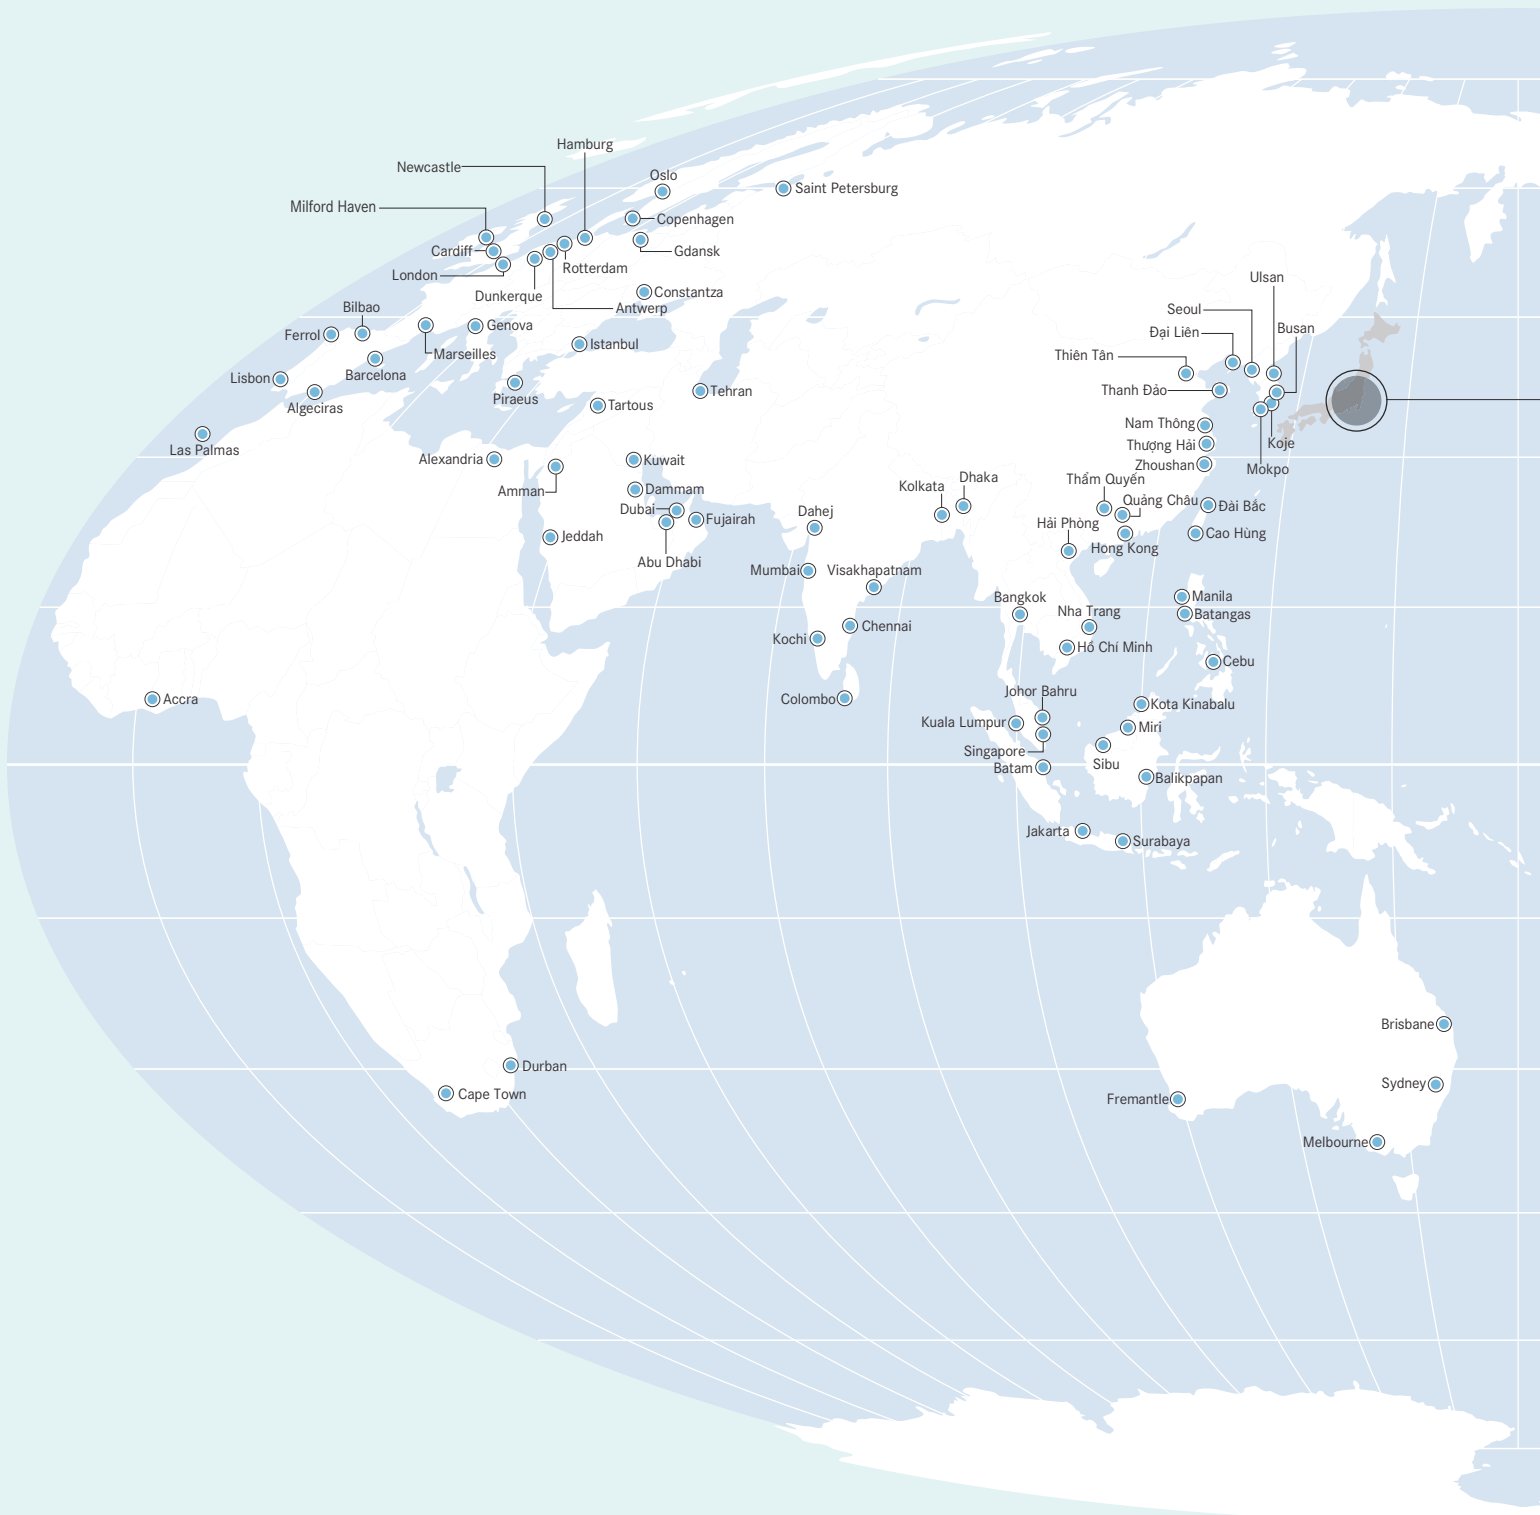 Hamburg
Newcastle
Oslo
Saint Petersburg
Milford Haven
Copenhagen
Cardiff
Gdansk
Rotterdam
London
Ulsan
Dunkerque
Constantza
Bilbao
Antwerp
Seoul
Genova
Busan
Ferrol
Đại Liên
Istanbul
Marseilles
Thiên Tân
Barcelona
Lisbon
Thanh Đảo
Tehran
Piraeus
Tartous
Algeciras
Nam Thông
Koje
Thượng Hải
Las Palmas
Alexandria
Kuwait
Zhoushan
Mokpo
Dhaka
Thẩm Quyến
Kolkata
Amman
Dammam
Quảng Châu
Đài Bắc
Dubai
Dahej
Fujairah
Hải Phòng
Cao Hùng
Jeddah
Hong Kong
Abu Dhabi
Mumbai
Visakhapatnam
Bangkok
Manila
Nha Trang
Batangas
Chennai
Kochi
Hồ Chí Minh
Cebu
Johor Bahru
Accra
Colombo
Kota Kinabalu
Kuala Lumpur
Miri
Singapore
Sibu
Batam
Balikpapan
Jakarta
Surabaya
Brisbane
Durban
Sydney
Cape Town
Fremantle
Melbourne